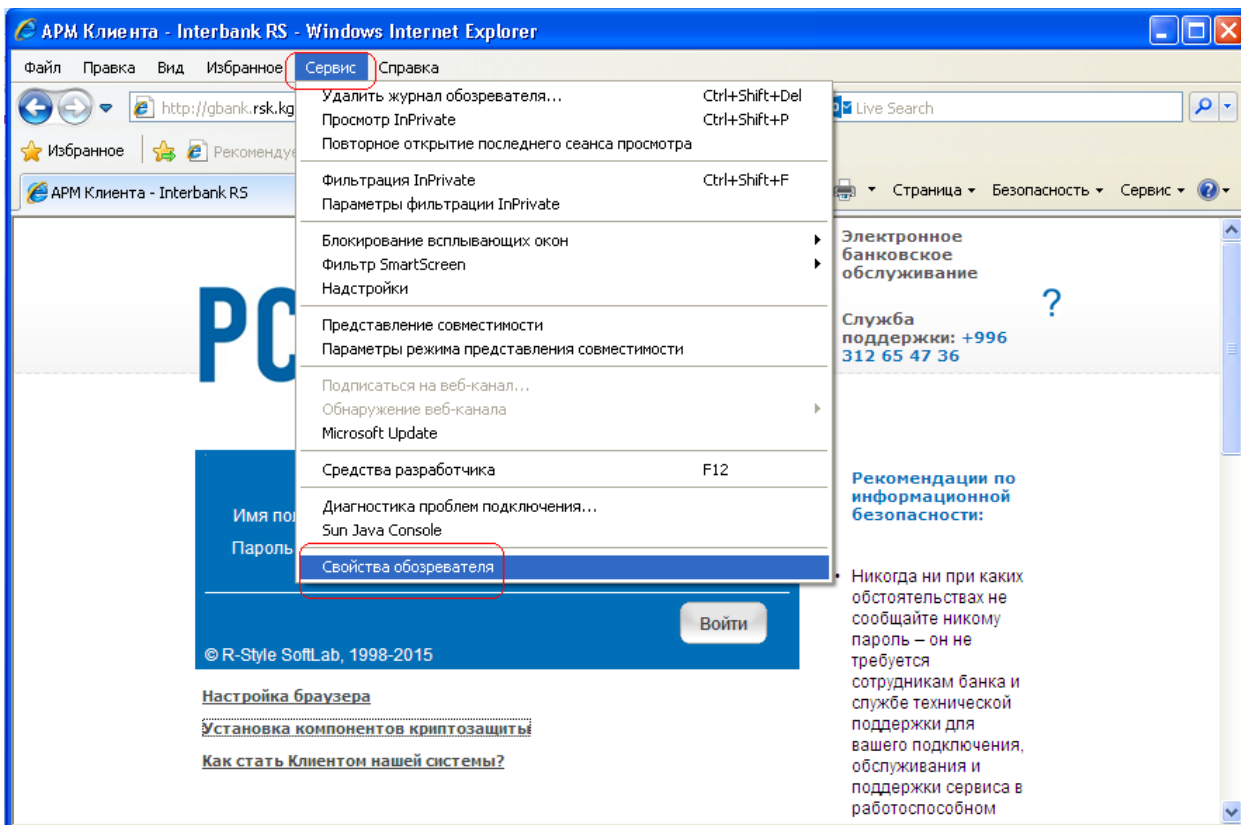 АРМ Клиента - Interbank RS - Windows Internet Explorer
Файл Правка Вид Избранное Сервис Справка
http://gbank.rsk.kg
Live Search
Избранное
АРМ Клиента - Interbank RS
Страница Безопасность Сервис
Удалить журнал обозревателя... Ctrl+Shift+Del
Просмотр InPrivate Ctrl+Shift+P
Повторное открытие последнего сеанса просмотра
Фильтрация InPrivate Ctrl+Shift+F
Параметры фильтрации InPrivate
Блокирование всплывающих окон
Фильтр SmartScreen
Надстройки
Представление совместимости
Параметры режима представления совместимости
Подписаться на веб-канал...
Обнаружение веб-канала
Microsoft Update
Средства разработчика F12
Диагностика проблем подключения...
Sun Java Console
Свойства обозревателя
РС
Имя
Пароль
Войти
© R-Style SoftLab, 1998-2015
Настройка браузера
Установка компонентов криптозащиты
Как стать Клиентом нашей системы?
Электронное
банковское
обслуживание
?
Служба
поддержки: +996
312 65 47 36
Рекомендации по
информационной
безопасности:
• Никогда ни при каких
обстоятельствах не
сообщайте никому
пароль – он не
требуется
сотрудникам банка и
службе технической
поддержки для
вашего подключения,
обслуживания и
поддержки сервиса в
работоспособном